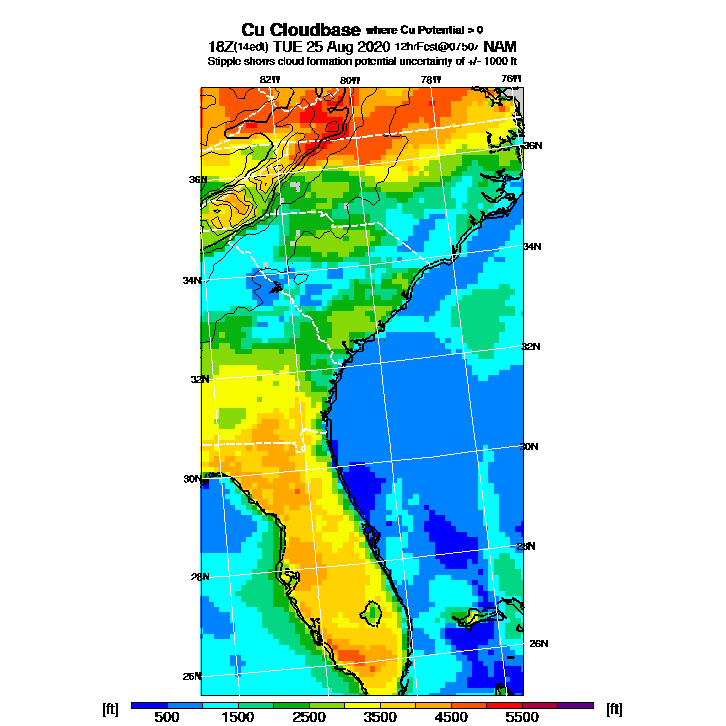 Cu Cloudbase where Cu Potential > 0
18Z(14edt) TUE 25 Aug 2020 12hrFcst@0750z NAM
Stipple shows cloud formation potential uncertainty of +/- 1000 ft
82W 80W 78W 76W
36N
36N
34N
34N
32N
32N
30N
30N
28N
28N
26N
26N
[ft] 500 1500 2500 3500 4500 5500 [ft]